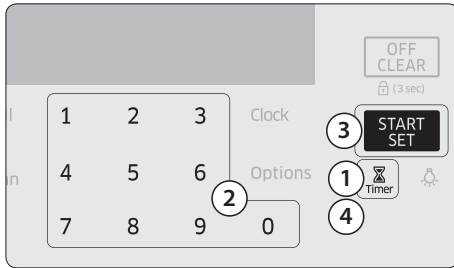 OFF
CLEAR
(3 sec)
1 2 3 Clock
3
START
SET
4 5 6 Options
1
Timer
2
4
7 8 9 0